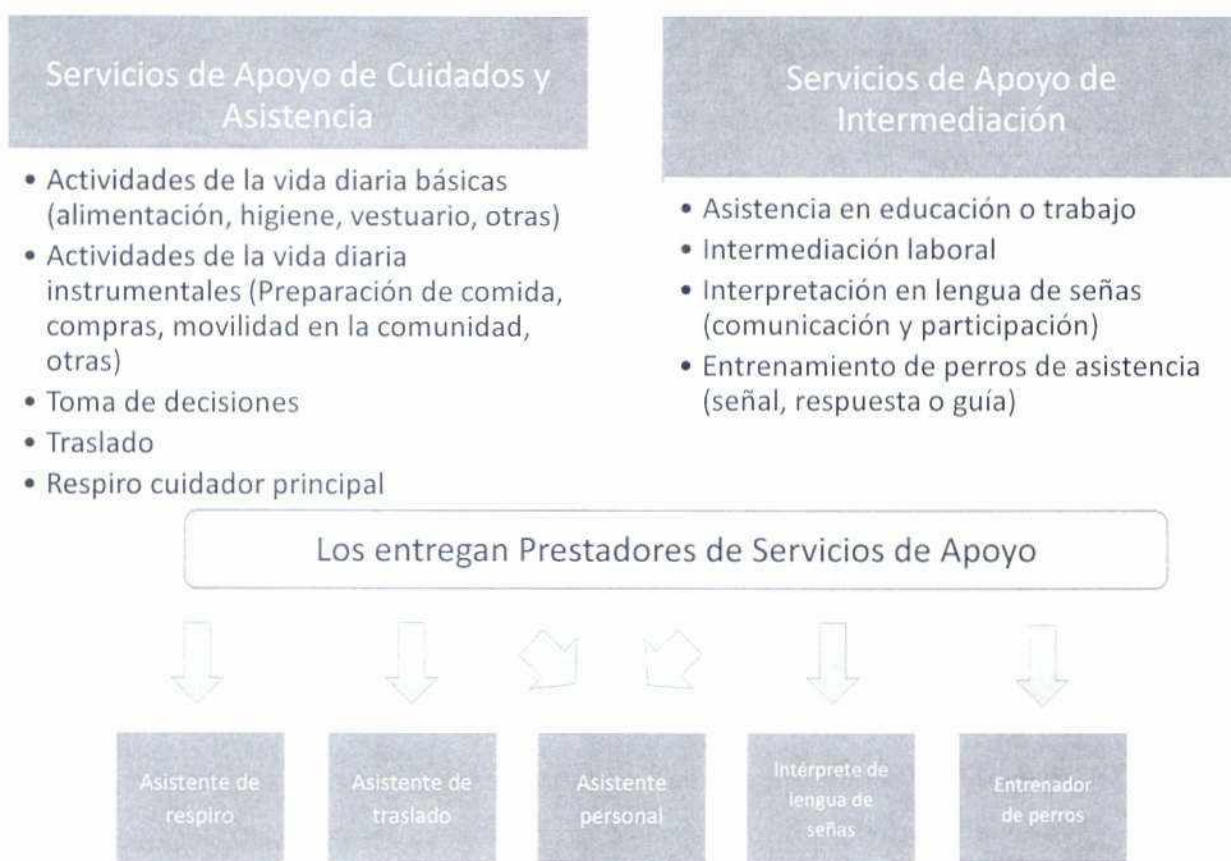 Servicios de Apoyo de Cuidados y
Asistencia
• Actividades de la vida diaria básicas
(alimentación, higiene, vestuario, otras)
• Actividades de la vida diaria
instrumentales (Preparación de comida,
compras, movilidad en la comunidad,
otras)
• Toma de decisiones
• Traslado
• Respiro cuidador principal
Servicios de Apoyo de
Intermediación
• Asistencia en educación o trabajo
• Intermediación laboral
• Interpretación en lengua de señas
(comunicación y participación)
• Entrenamiento de perros de asistencia
(señal, respuesta o guía)
Los entregan Prestadores de Servicios de Apoyo
Asistente de
respiro
Asistente de
traslado
Asistente
personal
Intérprete de
lengua de
señas
Entrenador
de perros